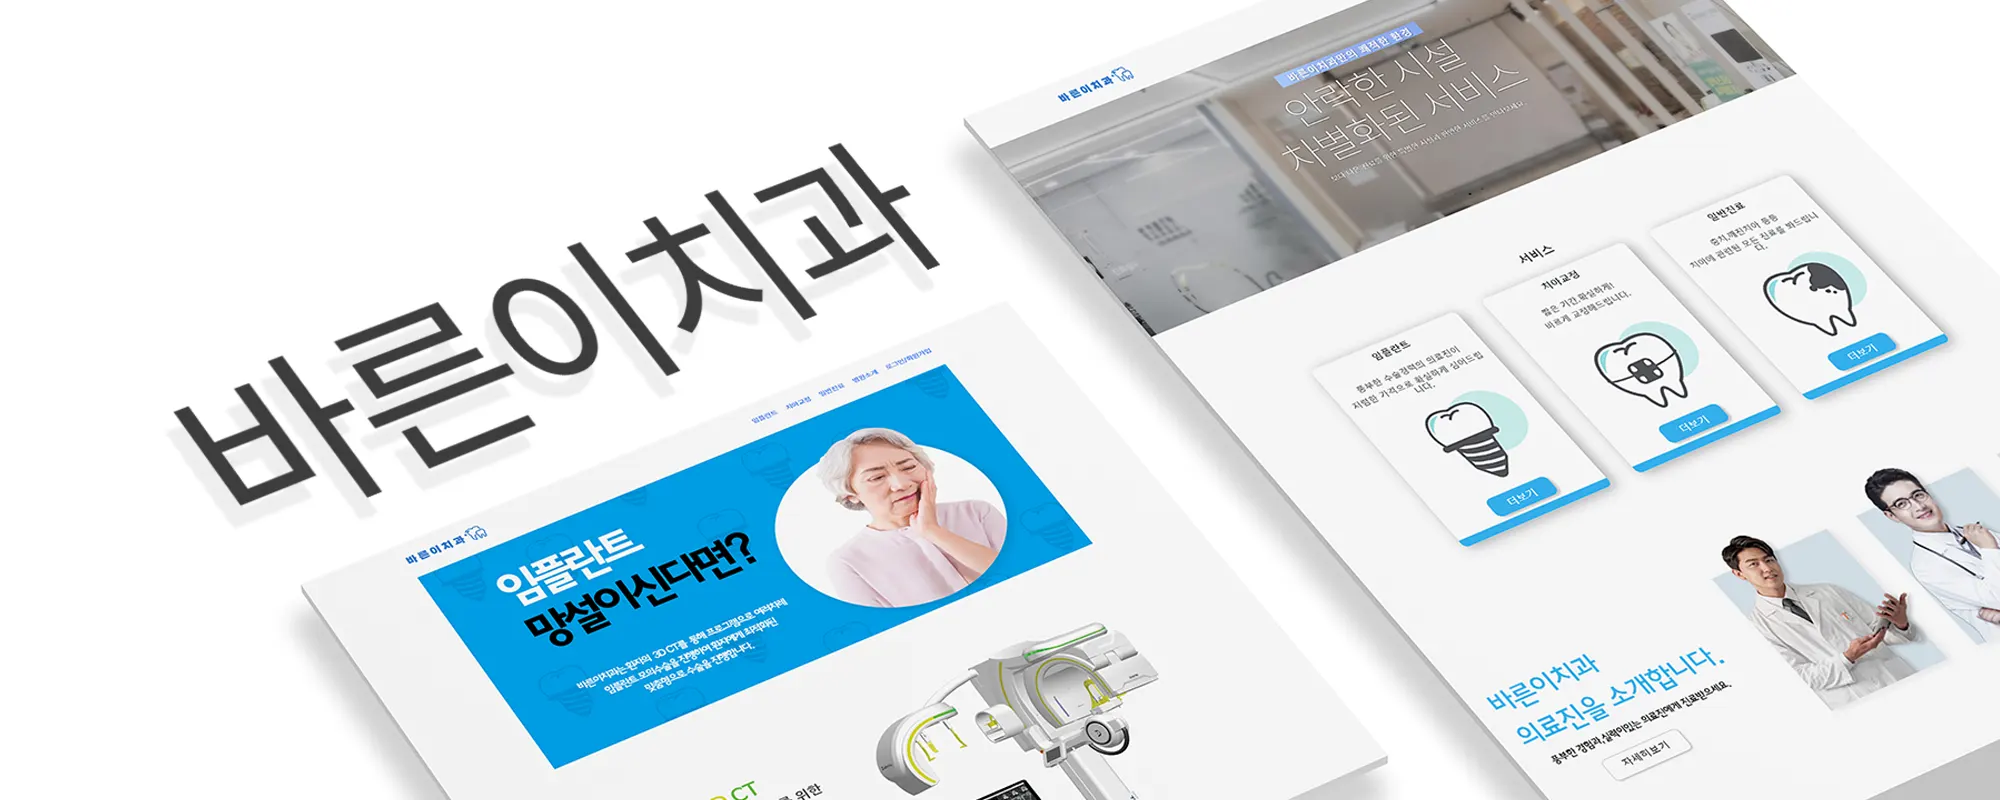 바른이치과
바른이치과
임플란트 치아교정 일반진료 병원소개 로그인/회원가입
임플란트
망설이신다면?
바른이치과는 환자의 3D CT를 통해 프로그램으로 여러차례
임플란트 모의수술을 진행하여 환자에게 최적화된
맞춤형으로 수술을 진행합니다.
CT
를 위한
바른이치과
바른이치과만의 쾌적한 환경
안락한 시설
차별화된 서비스
서비스
임플란트
풍부한 수술경력의 의료진이
저렴한 가격으로 확실하게 심어드립
니다.
더보기
치아교정
짧은 기간,확실하게!
바르게 교정해드립니다.
더보기
일반진료
충치,깨진치아 등등
치아에 관련된 모든 진료를 봐드립니
다.
더보기
바른이치과
의료진을 소개합니다.
풍부한 경험과,실력이있는 의료진에게 진료받으세요.
자세히보기